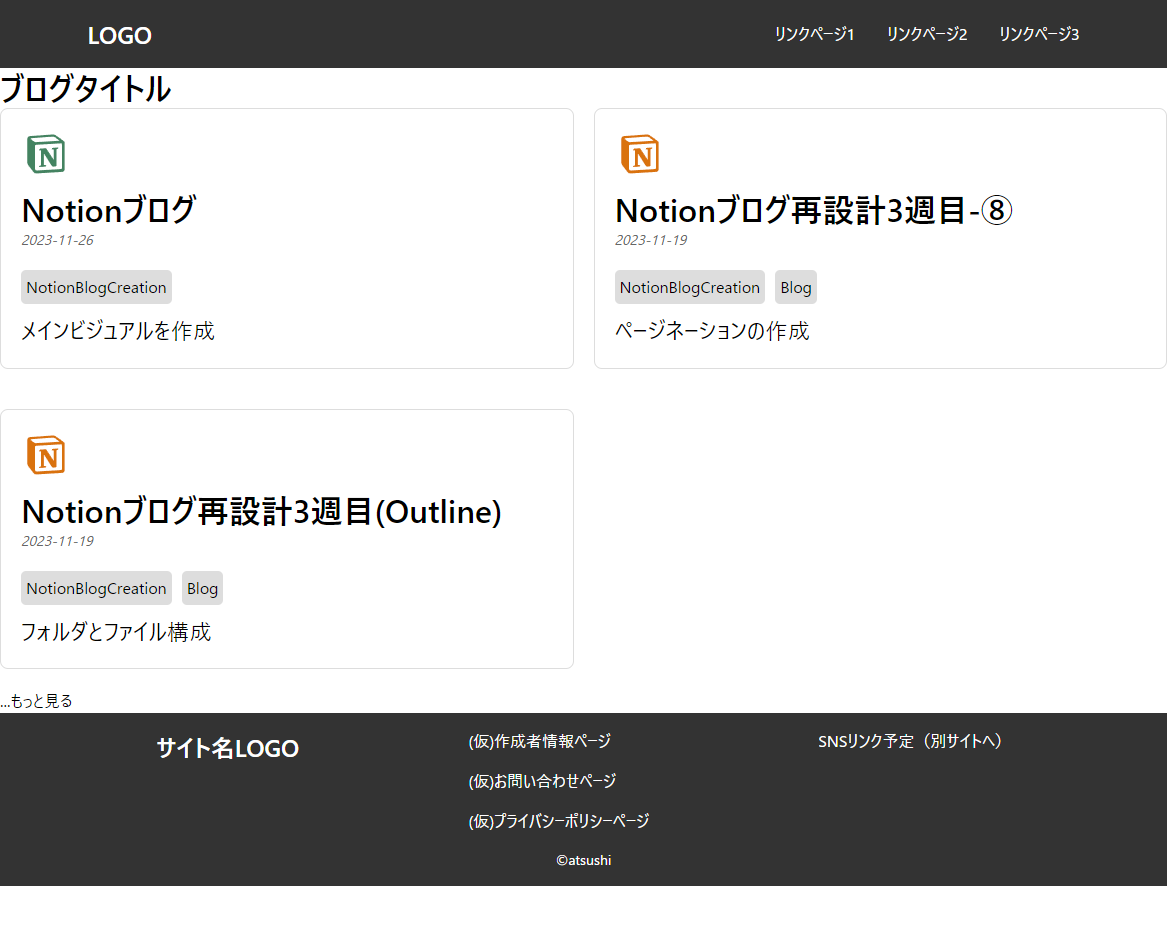 LOGO
リンクページ1 リンクページ2 リンクページ3
ブログタイトル
N
Notionブログ
2023-11-26
NotionBlogCreation
メインビジュアルを作成
N
Notionブログ再設計3週目-⑧
2023-11-19
NotionBlogCreation Blog
ページネーションの作成
N
Notionブログ再設計3週目(Outline)
2023-11-19
NotionBlogCreation Blog
フォルダとファイル構成
...もっと見る
サイト名LOGO
(仮)作成者情報ページ
(仮)お問い合わせページ
(仮)プライバシーポリシーページ
SNSリンク予定（別サイトへ）
©atsushi